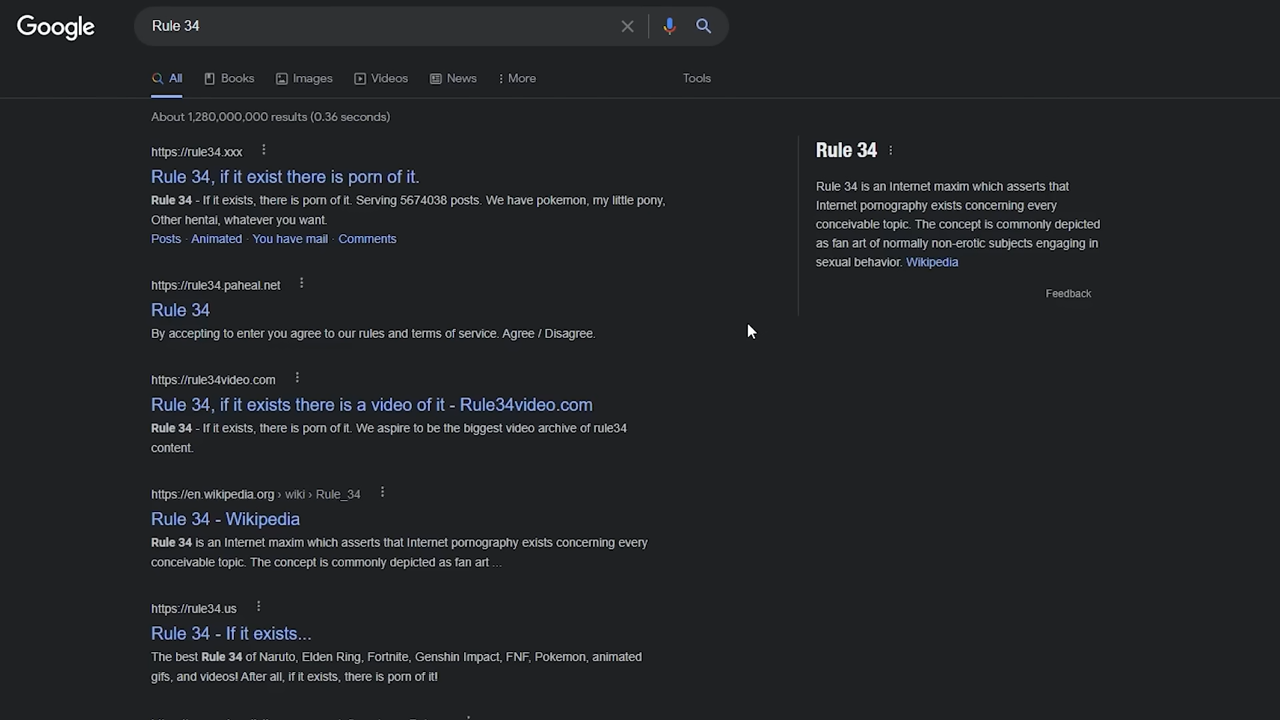 Google
Rule 34
All Books Images Videos News More Tools
About 1,280,000,000 results (0.36 seconds)
https://rule34.xxx
Rule 34, if it exist there is porn of it.
Rule 34 - If it exists, there is porn of it. Serving 5674038 posts. We have pokemon, my little pony,
Other hentai, whatever you want.
Posts · Animated · You have mail · Comments
https://rule34.paheal.net
Rule 34
By accepting to enter you agree to our rules and terms of service. Agree / Disagree.
https://rule34video.com
Rule 34, if it exists there is a video of it - Rule34video.com
Rule 34 - If it exists, there is porn of it. We aspire to be the biggest video archive of rule34
content.
https://en.wikipedia.org › wiki › Rule_34
Rule 34 - Wikipedia
Rule 34 is an Internet maxim which asserts that Internet pornography exists concerning every
conceivable topic. The concept is commonly depicted as fan art ...
https://rule34.us
Rule 34 - If it exists...
The best Rule 34 of Naruto, Elden Ring, Fortnite, Genshin Impact, FNF, Pokemon, animated
gifs, and videos! After all, if it exists, there is porn of it!
Rule 34
Rule 34 is an Internet maxim which asserts that
Internet pornography exists concerning every
conceivable topic. The concept is commonly depicted
as fan art of normally non-erotic subjects engaging in
sexual behavior. Wikipedia
Feedback